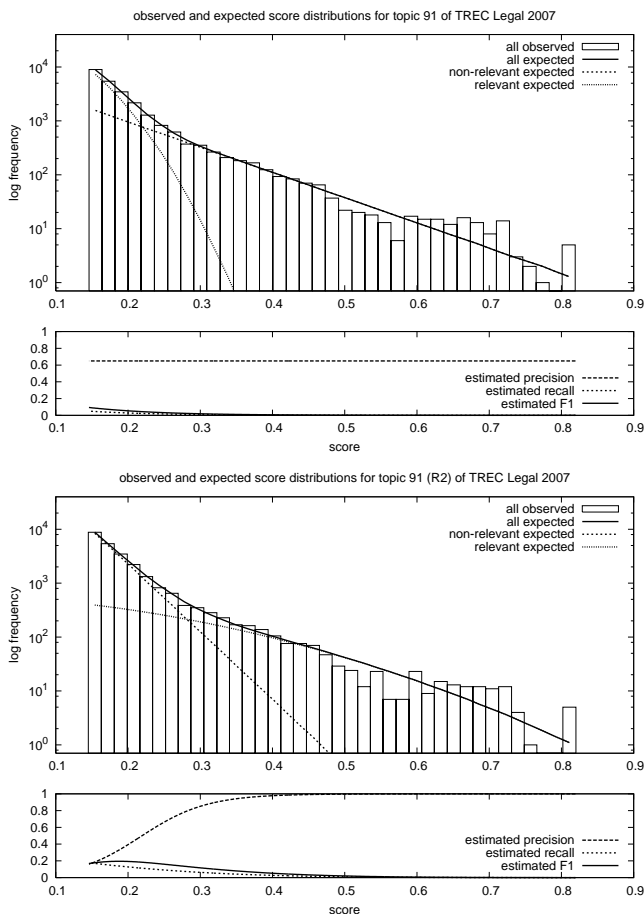 observed and expected score distributions for topic 91 of TREC Legal 2007
all observed
all expected
non-relevant expected
relevant expected
log frequency
10^4
10^3
10^2
10^1
10^0
0.1 0.2 0.3 0.4 0.5 0.6 0.7 0.8 0.9
1
0.8
0.6
0.4
0.2
0
estimated precision
estimated recall
estimated F1
0.1 0.2 0.3 0.4 0.5 0.6 0.7 0.8 0.9
score
observed and expected score distributions for topic 91 (R2) of TREC Legal 2007
all observed
all expected
non-relevant expected
relevant expected
log frequency
10^4
10^3
10^2
10^1
10^0
0.1 0.2 0.3 0.4 0.5 0.6 0.7 0.8 0.9
1
0.8
0.6
0.4
0.2
0
estimated precision
estimated recall
estimated F1
0.1 0.2 0.3 0.4 0.5 0.6 0.7 0.8 0.9
score